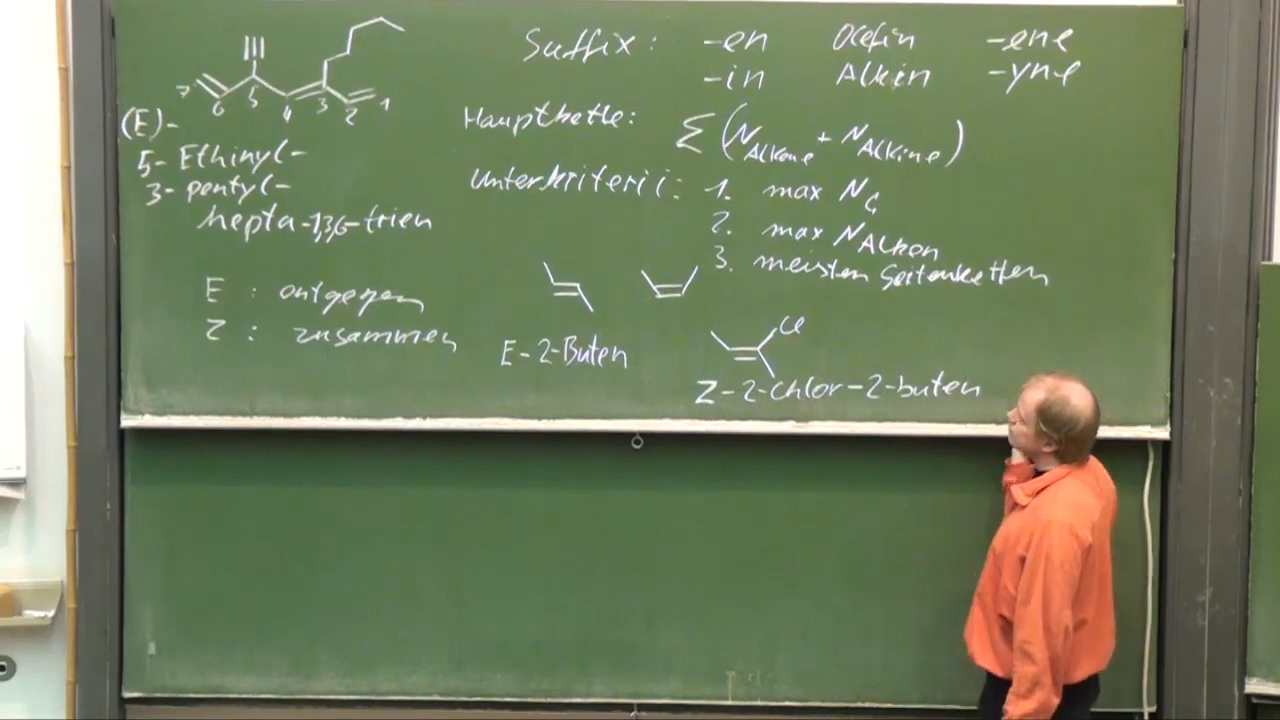 7 6 5 4 3 2 1
(E)-
5-Ethinyl-
3-pentyl-
hepta-1,3,6-trien
E : entgegen
Z : zusammen
Suffix: -en Olefin -ene
-in Alkin -yne
Hauptkette: Σ(N Alkene + N Alkine)
Unterkriterii: 1. max N C
2. max N Alken
3. meisten Seitenketten
E-2-Buten
Cl
Z-2-chlor-2-buten